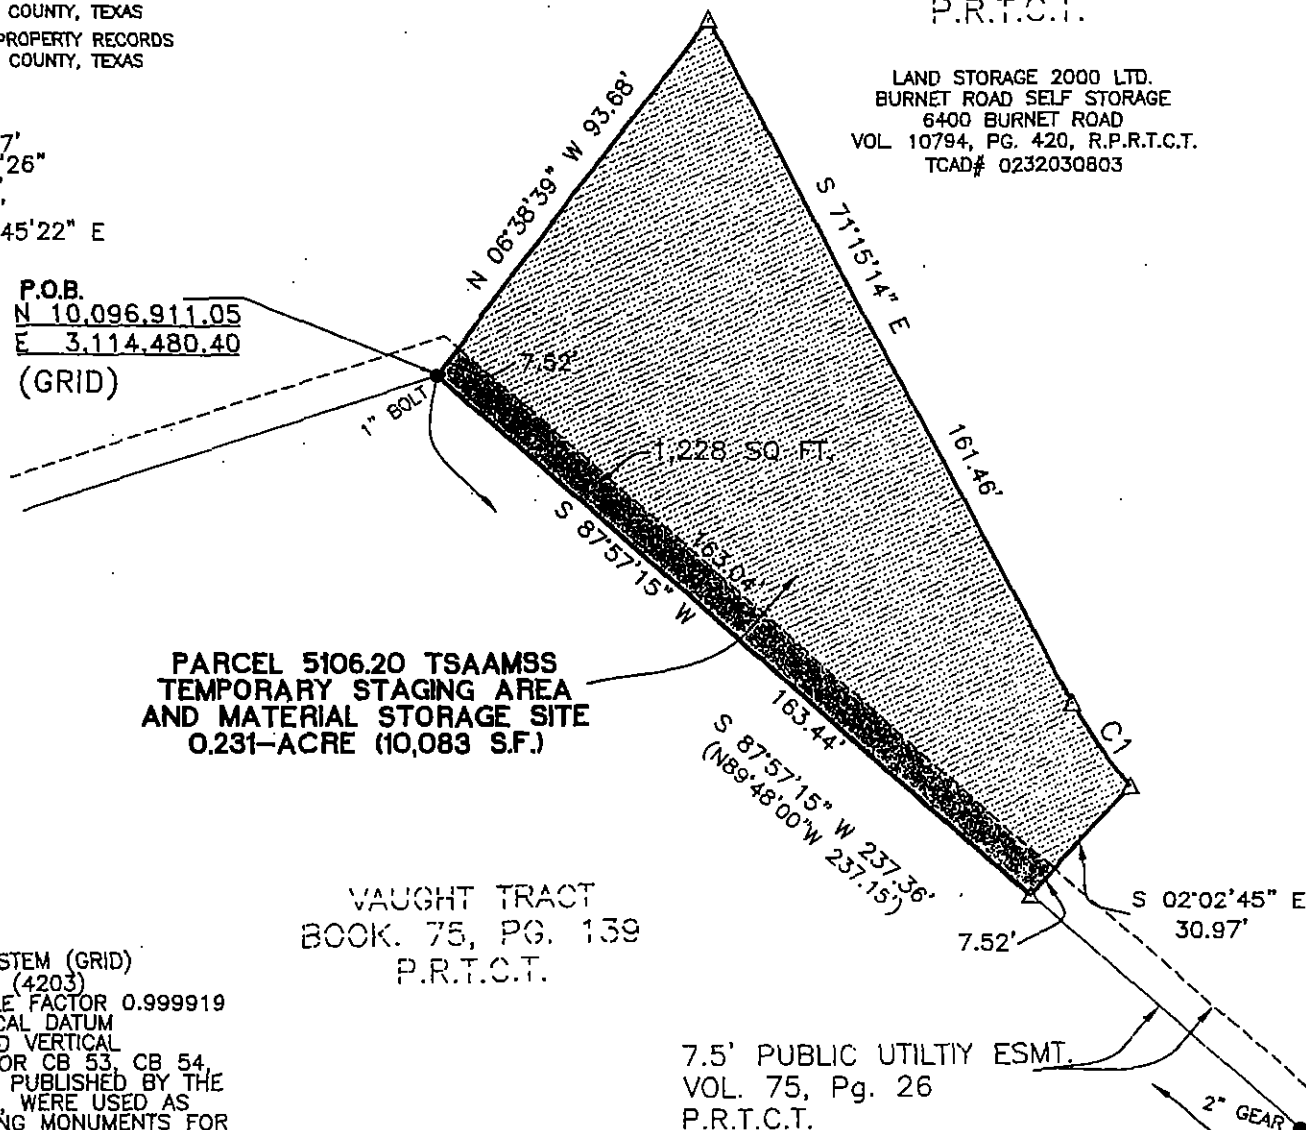 COUNTY, TEXAS
PROPERTY RECORDS
COUNTY, TEXAS
P.R.T.C.T.
LAND STORAGE 2000 LTD.
BURNET ROAD SELF STORAGE
6400 BURNET ROAD
VOL 10794, PG. 420, R.P.R.T.C.T.
TCAD# 0232030803
7'
'26"
45'22" E
P.O.B.
N 10,096,911.05
E 3,114,480.40
(GRID)
N 06°38'39" W 93.68'
S 71°15'14" E
161.46'
1" BOLT
7.52'
1,228 SQ FT.
S 87°57'15" W
163.04'
163.44'
PARCEL 5106.20 TSAAMSS
TEMPORARY STAGING AREA
AND MATERIAL STORAGE SITE
0.231-ACRE (10,083 S.F.)
C1
S 87°57'15" W 237.36'
(N89°48'00"W 237.15')
S 02°02'45" E
30.97'
7.52'
VAUGHT TRACT
BOOK. 75, PG. 139
P.R.T.C.T.
STEM (GRID)
(4203)
LE FACTOR 0.999919
CAL DATUM
D VERTICAL
OR CB 53, CB 54,
PUBLISHED BY THE
, WERE USED AS
NG MONUMENTS FOR
7.5' PUBLIC UTILTIY ESMT.
VOL. 75, Pg. 26
P.R.T.C.T.
2" GEAR